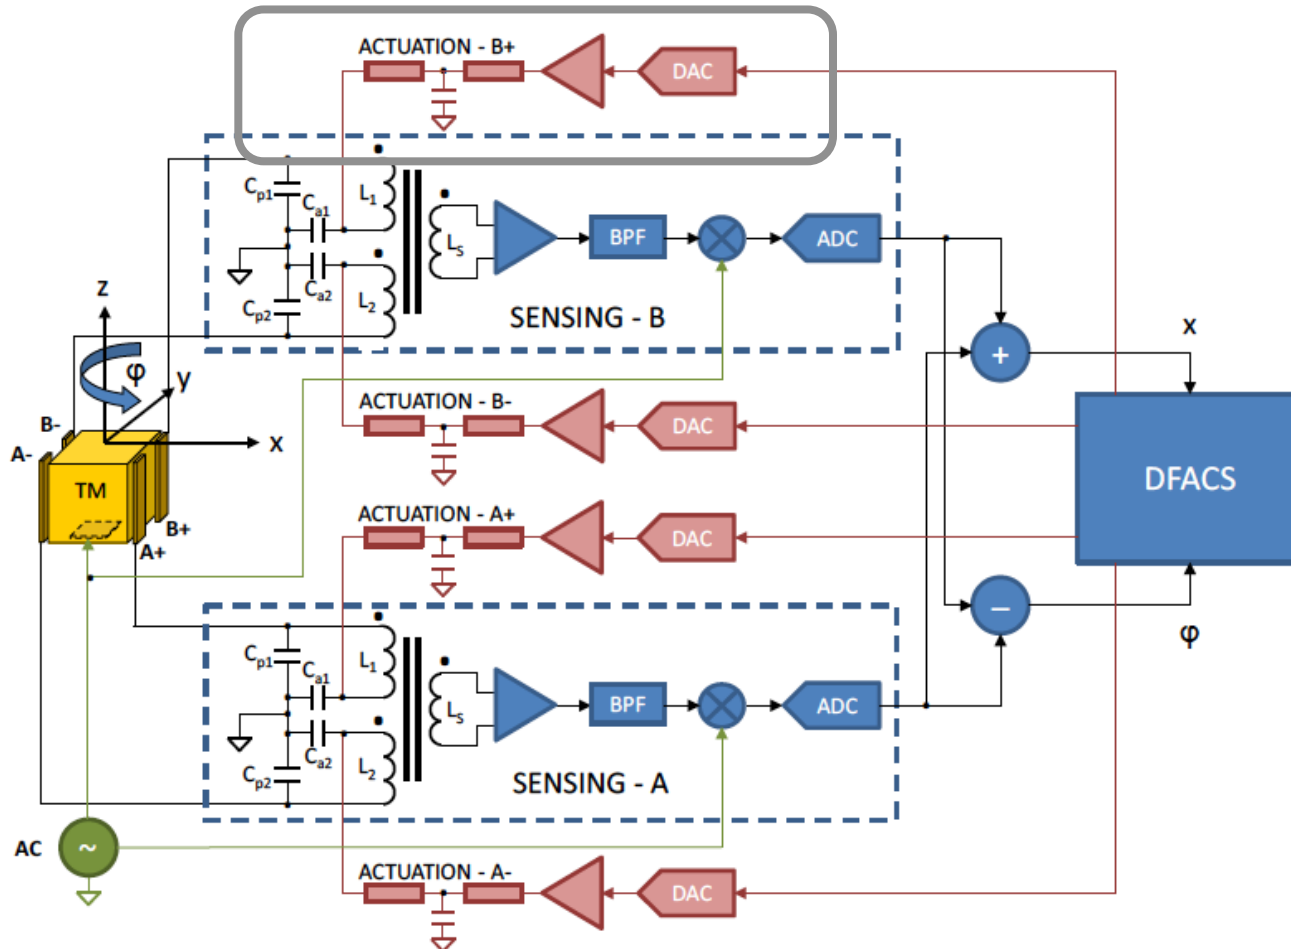 ACTUATION - B+
DAC
Cp1
Ca1
L1
Ls
BPF
ADC
Ca2
L2
Cp2
SENSING - B
z
φ
y
x
B-
A-
TM
B+
A+
x
ACTUATION - B-
DAC
DFACS
ACTUATION - A+
DAC
φ
Cp1
Ca1
L1
Ls
BPF
ADC
Ca2
L2
Cp2
SENSING - A
AC
~
ACTUATION - A-
DAC
+
−